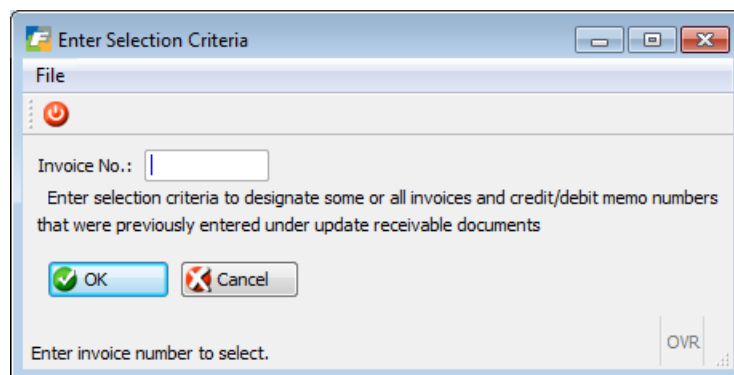 Enter Selection Criteria
File
Invoice No.:
Enter selection criteria to designate some or all invoices and credit/debit memo numbers
that were previously entered under update receivable documents
OK Cancel
OVR
Enter invoice number to select.